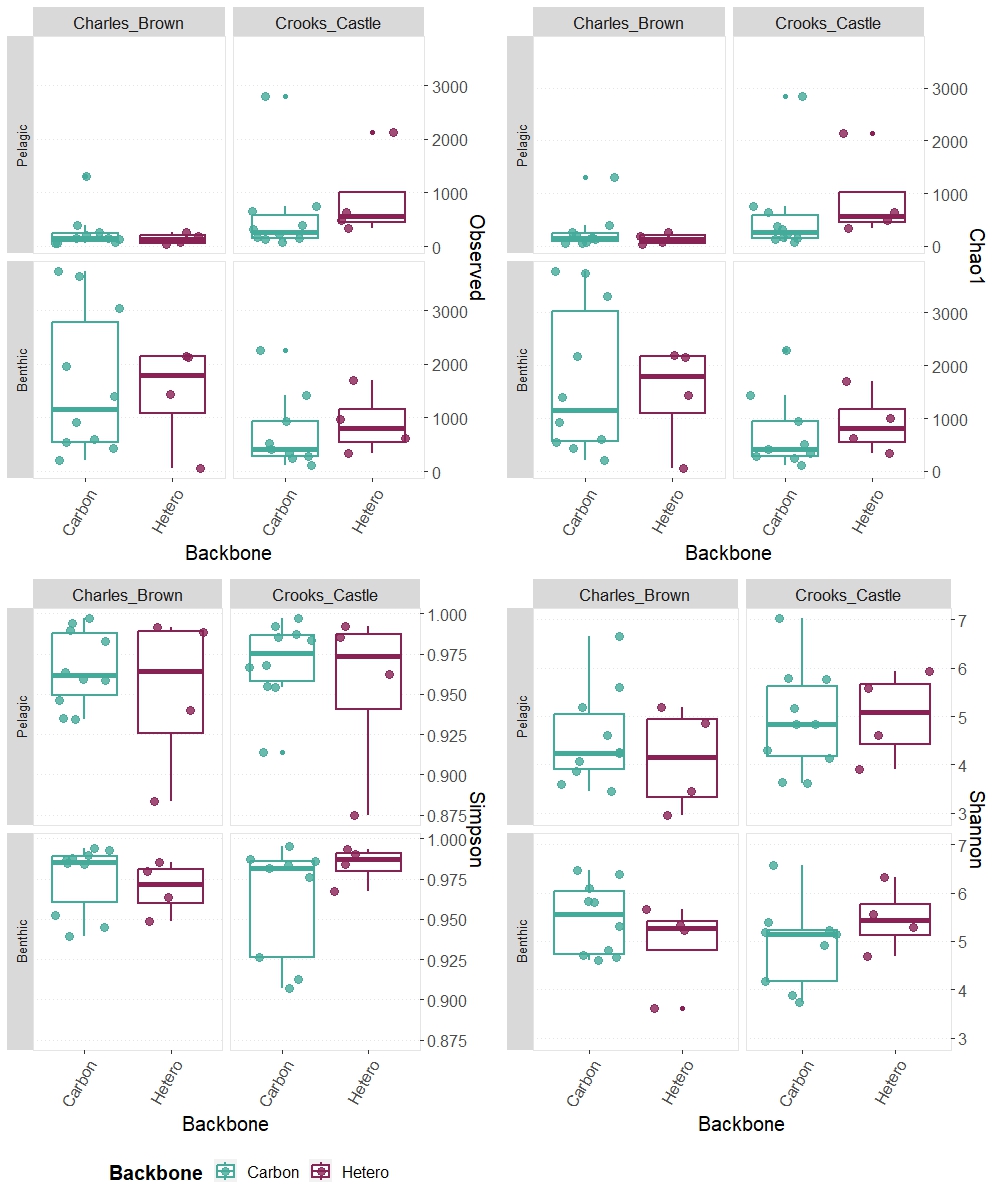 Charles_Brown Crooks_Castle
Pelagic
3000
2000
1000
0
Benthic
3000
2000
1000
0
Observed
Carbon Hetero Carbon Hetero
Backbone
Charles_Brown Crooks_Castle
Pelagic
3000
2000
1000
0
Benthic
3000
2000
1000
0
Chao1
Carbon Hetero Carbon Hetero
Backbone
Charles_Brown Crooks_Castle
Pelagic
1.000
0.975
0.950
0.925
0.900
0.875
Benthic
1.000
0.975
0.950
0.925
0.900
0.875
Simpson
Carbon Hetero Carbon Hetero
Backbone
Charles_Brown Crooks_Castle
Pelagic
7
6
5
4
3
Benthic
7
6
5
4
3
Shannon
Carbon Hetero Carbon Hetero
Backbone
Backbone Carbon Hetero